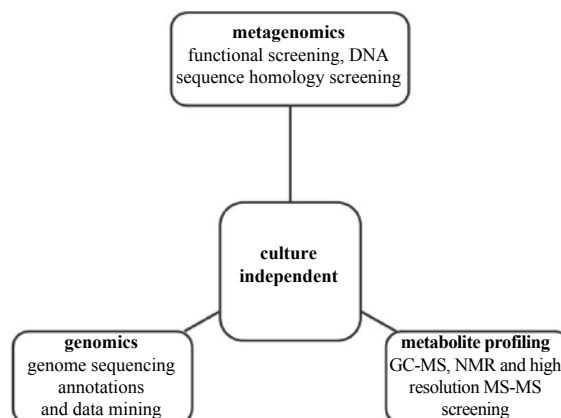 metagenomics
functional screening, DNA
sequence homology screening
culture
independent
genomics
genome sequencing
annotations
and data mining
metabolite profiling
GC-MS, NMR and high
resolution MS-MS
screening